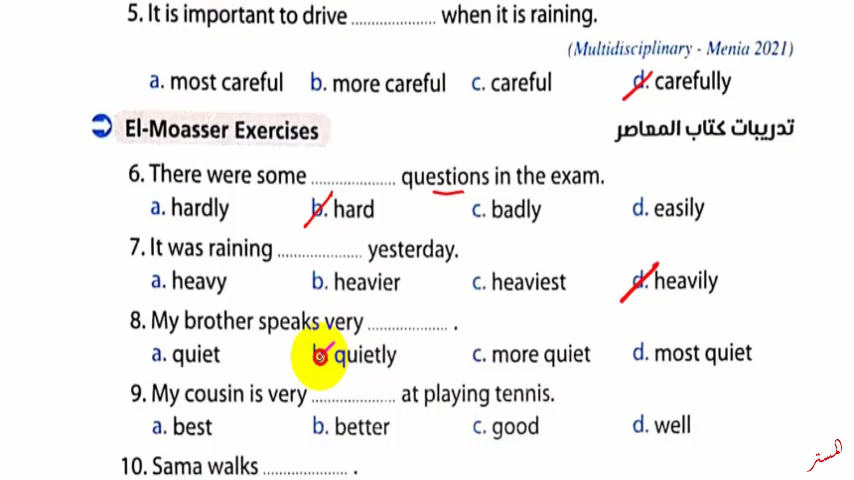 5. It is important to drive .................... when it is raining.
(Multidisciplinary - Menia 2021)
a. most careful b. more careful c. careful d. carefully
El-Moasser Exercises تدريبات كتاب المعاصر
6. There were some .................... questions in the exam.
a. hardly b. hard c. badly d. easily
7. It was raining .................... yesterday.
a. heavy b. heavier c. heaviest d. heavily
8. My brother speaks very .................... .
a. quiet b. quietly c. more quiet d. most quiet
9. My cousin is very .................... at playing tennis.
a. best b. better c. good d. well
10. Sama walks .................... .
المستر